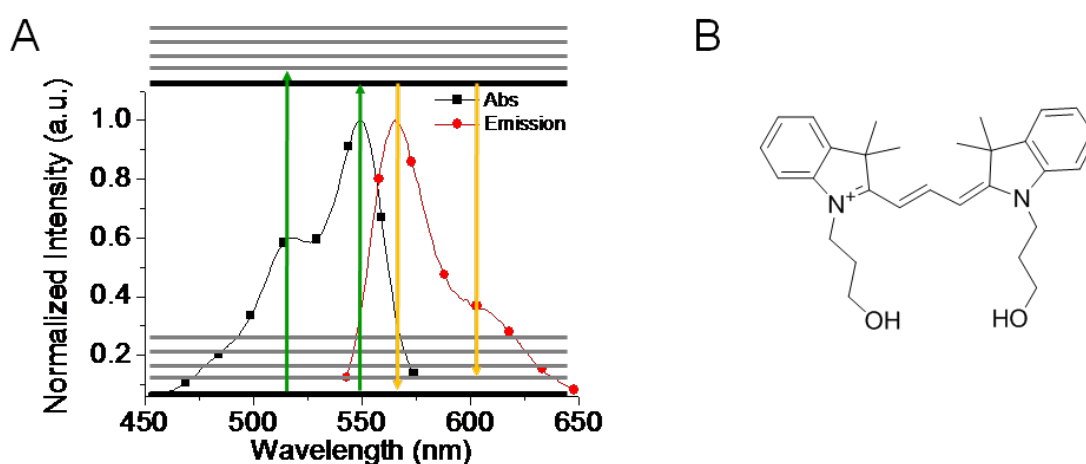 A
B
Normalized Intensity (a.u.)
1.0
0.8
0.6
0.4
0.2
Abs
Emission
450 500 550 600 650
Wavelength (nm)
N+
N
OH
HO